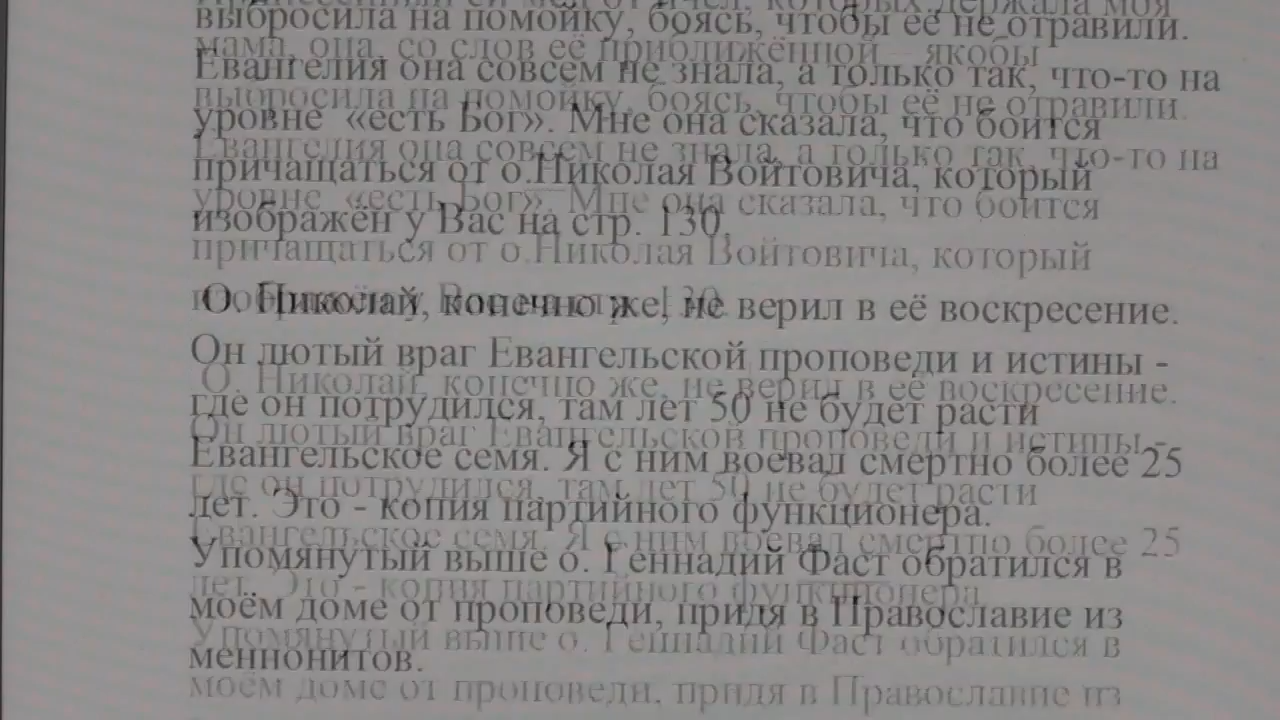 выбросила на помойку, боясь, чтобы её не отравили.
Евангелия она совсем не знала, а только так, что-то на
уровне «есть Бог». Мне она сказала, что боится
причащаться от о.Николая Войтовича, который
изображён у Вас на стр. 130.
О. Николай, конечно же, не верил в её воскресение.
Он лютый враг Евангельской проповеди и истины -
где он потрудился, там лет 50 не будет расти
Евангельское семя. Я с ним воевал смертно более 25
лет. Это - копия партийного функционера.
Упомянутый выше о. Геннадий Фаст обратился в
моём доме от проповеди, придя в Православие из
меннонитов.